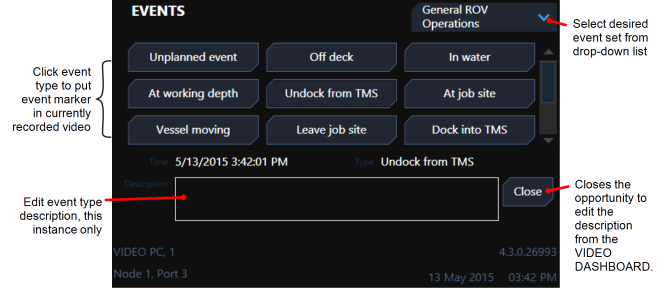 EVENTS
General ROV
Operations
Select desired
event set from
drop-down list
Click event
type to put
event marker
in currently
recorded video
Unplanned event
Off deck
In water
At working depth
Undock from TMS
At job site
Vessel moving
Leave job site
Dock into TMS
Time 5/13/2015 3:42:01 PM
Type Undock from TMS
Description
Close
Edit event type
description, this
instance only
Closes the
opportunity to
edit the
description
from the
VIDEO
DASHBOARD.
VIDEO PC, 1
4.3.0.26993
Node 1, Port 3
13 May 2015 03:42 PM